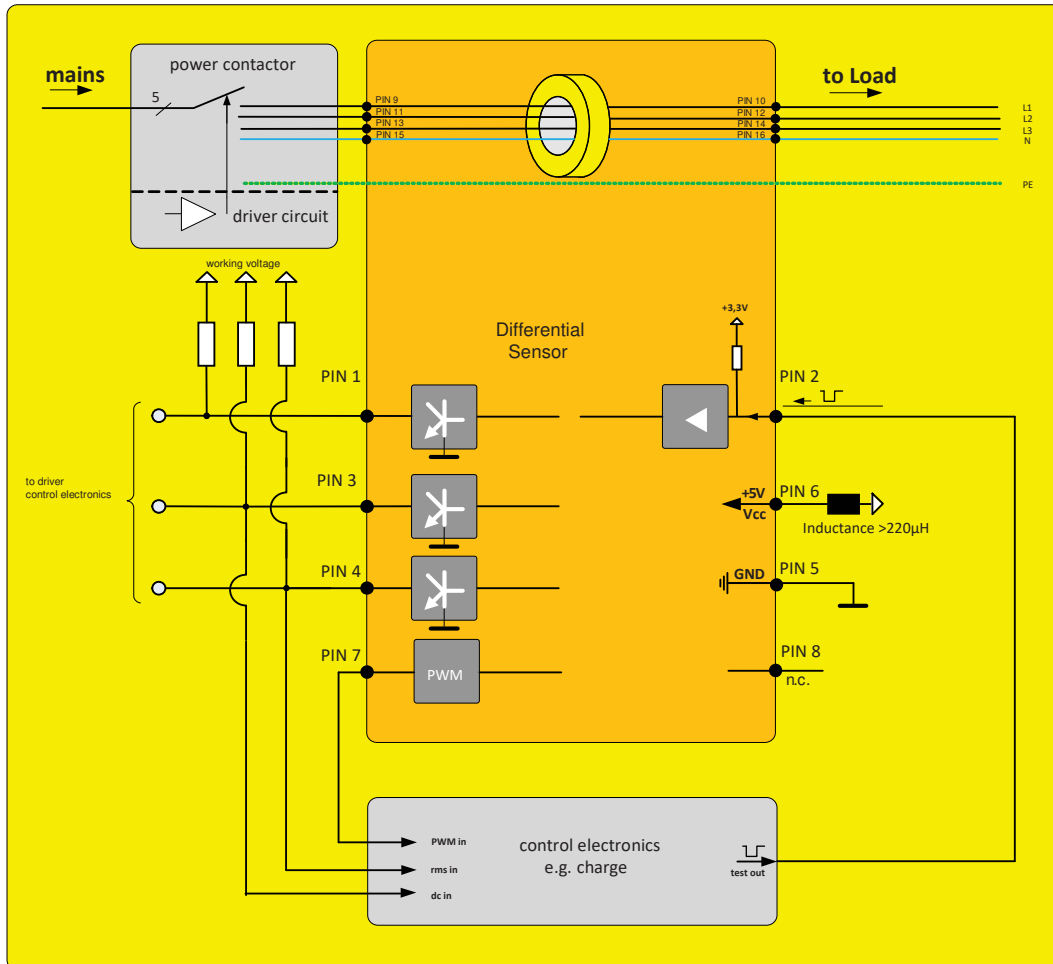 power contactor
mains
to Load
5
PIN 9
PIN 11
PIN 13
PIN 15
PIN 10
PIN 12
PIN 14
PIN 16
L1
L2
L3
N
PE
driver circuit
working voltage
+3,3V
Differential
Sensor
PIN 1
PIN 2
to driver
control electronics
PIN 3
+5V
Vcc
PIN 6
Inductance >220µH
PIN 4
GND
PIN 5
PIN 7
PWM
PIN 8
n.c.
PWM in
rms in
dc in
control electronics
e.g. charge
test out